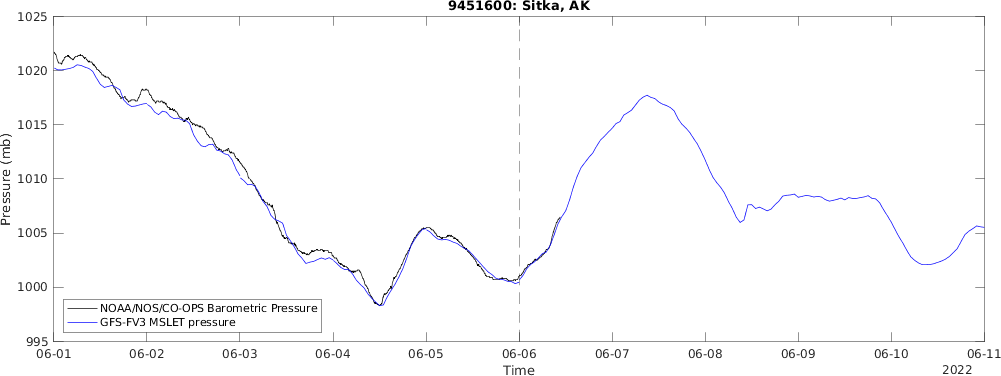 9451600: Sitka, AK
1025
1020
1015
1010
1005
1000
995
Pressure (mb)
NOAA/NOS/CO-OPS Barometric Pressure
GFS-FV3 MSLET pressure
06-01 06-02 06-03 06-04 06-05 06-06 06-07 06-08 06-09 06-10 06-11
Time
2022